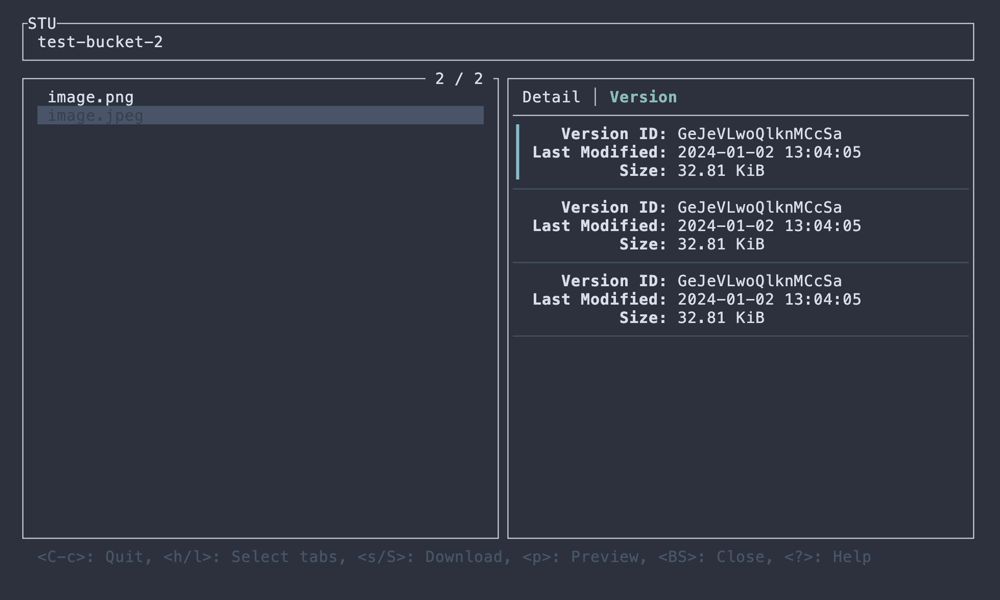 STU
test-bucket-2
2 / 2
image.png
image.jpeg
Detail │ Version
Version ID: GeJeVLwoQlknMCcSa
Last Modified: 2024-01-02 13:04:05
Size: 32.81 KiB
Version ID: GeJeVLwoQlknMCcSa
Last Modified: 2024-01-02 13:04:05
Size: 32.81 KiB
Version ID: GeJeVLwoQlknMCcSa
Last Modified: 2024-01-02 13:04:05
Size: 32.81 KiB
<C-c>: Quit, <h/l>: Select tabs, <s/S>: Download, <p>: Preview, <BS>: Close, <?>: Help